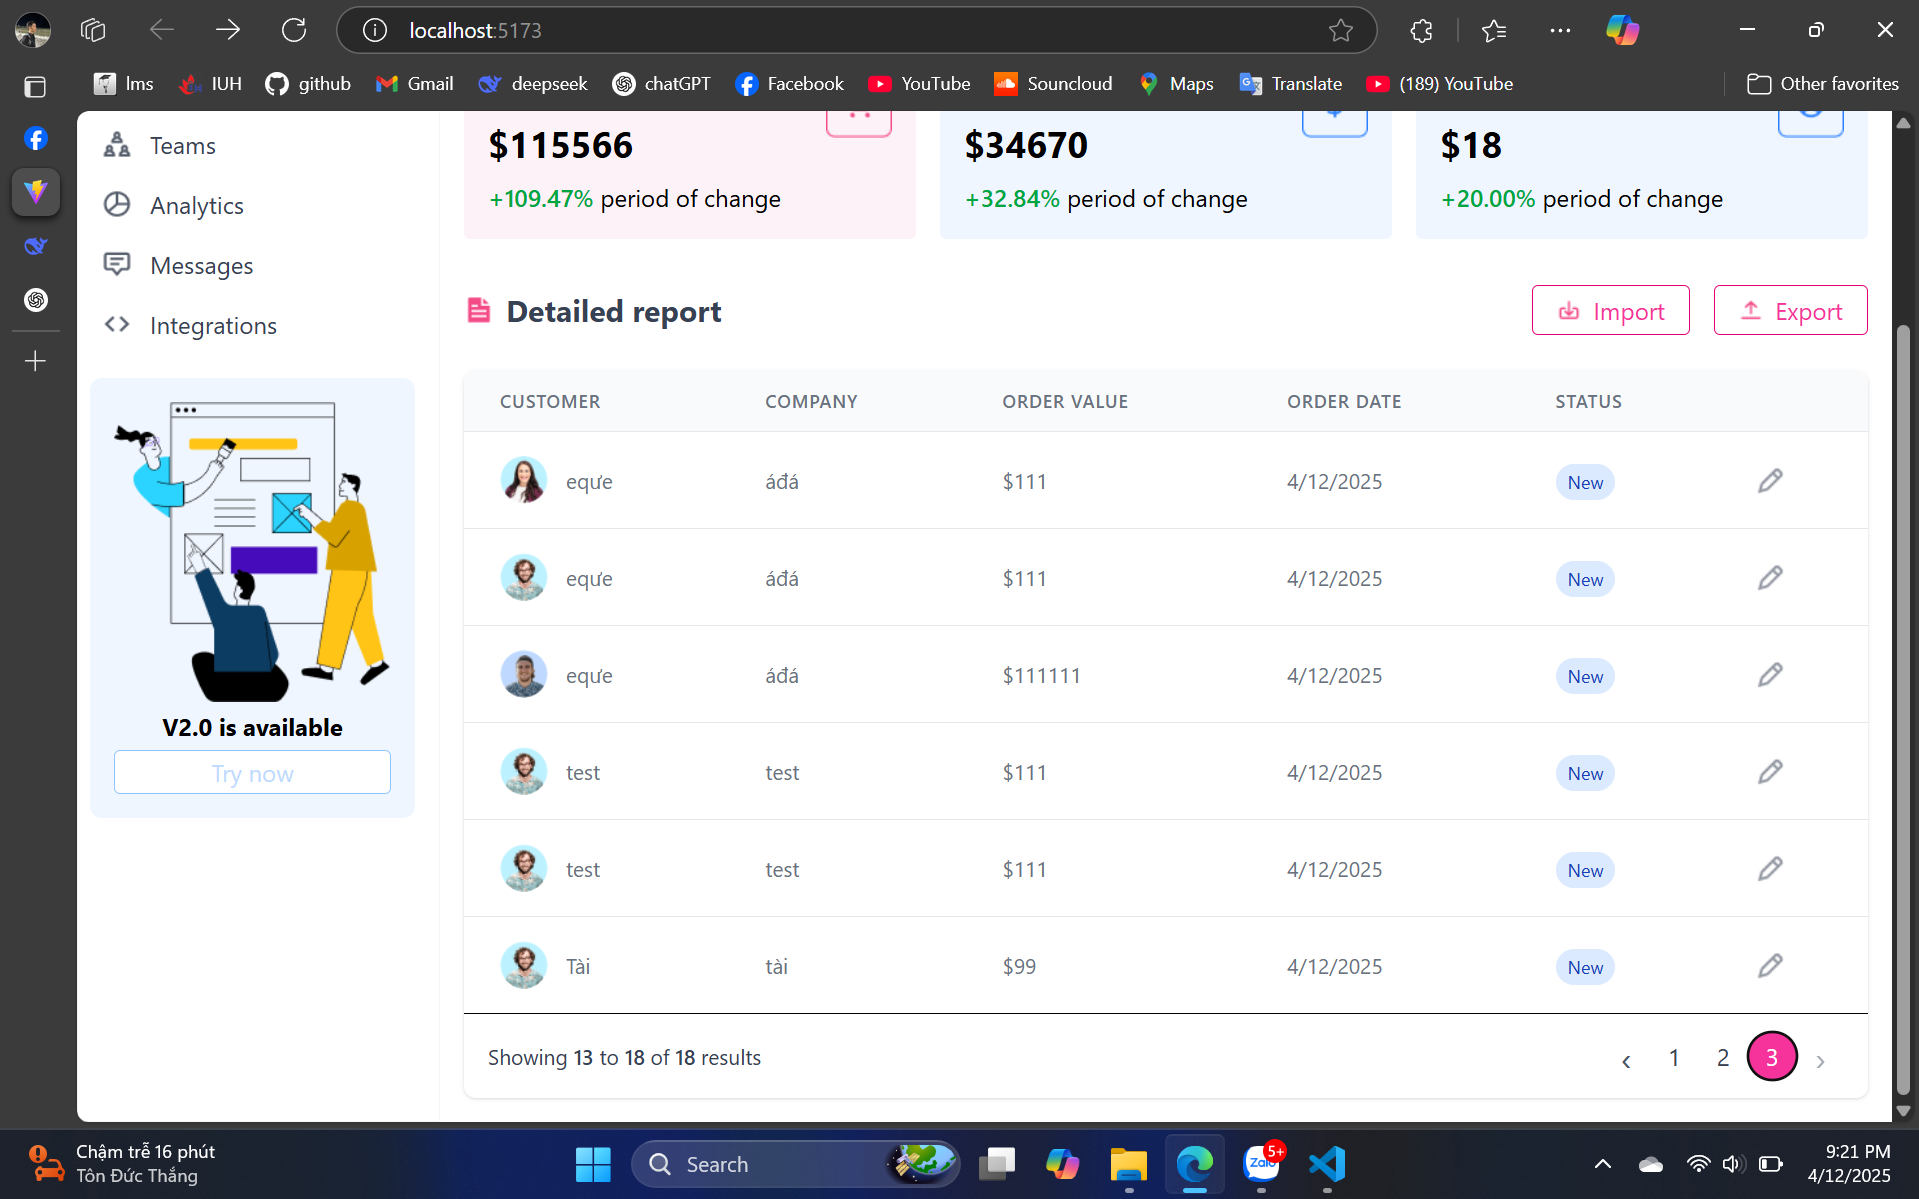 localhost:5173
lms
IUH
github
Gmail
deepseek
chatGPT
Facebook
YouTube
Souncloud
Maps
Translate
(189) YouTube
Other favorites
Teams
Analytics
Messages
Integrations
V2.0 is available
Try now
$115566
+109.47% period of change
$34670
+32.84% period of change
$18
+20.00% period of change
Detailed report
Import
Export
CUSTOMER COMPANY ORDER VALUE ORDER DATE STATUS
eqưe áđá $111 4/12/2025 New
eqưe áđá $111 4/12/2025 New
eqưe áđá $111111 4/12/2025 New
test test $111 4/12/2025 New
test test $111 4/12/2025 New
Tài tài $99 4/12/2025 New
Showing 13 to 18 of 18 results
‹ 1 2 3 ›
Chậm trễ 16 phút
Tôn Đức Thắng
Search
Zalo
5+
9:21 PM
4/12/2025